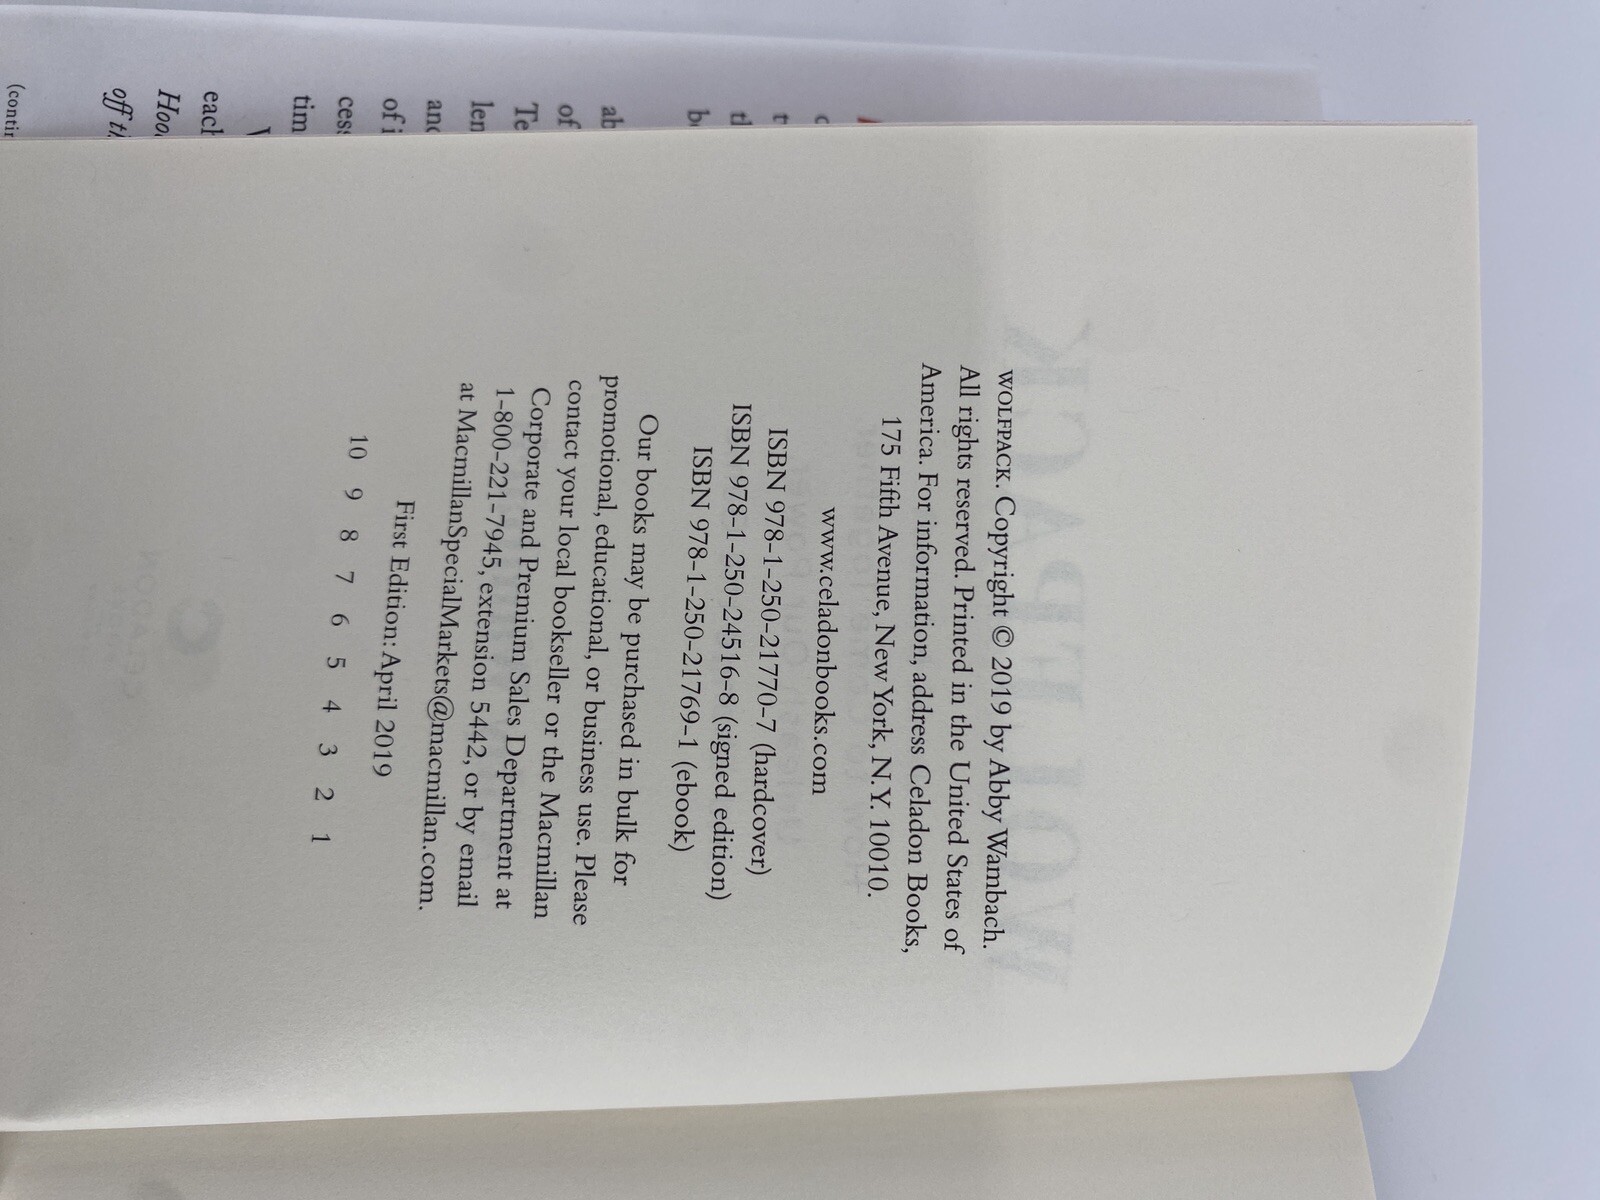 WOLFPACK. Copyright © 2019 by Abby Wambach.
All rights reserved. Printed in the United States of
America. For information, address Celadon Books,
175 Fifth Avenue, New York, N.Y. 10010.
www.celadonbooks.com
ISBN 978-1-250-21770-7 (hardcover)
ISBN 978-1-250-24516-8 (signed edition)
ISBN 978-1-250-21769-1 (ebook)
Our books may be purchased in bulk for
promotional, educational, or business use. Please
contact your local bookseller or the Macmillan
Corporate and Premium Sales Department at
1-800-221-7945, extension 5442, or by email
at MacmillanSpecialMarkets@macmillan.com.
First Edition: April 2019
10 9 8 7 6 5 4 3 2 1